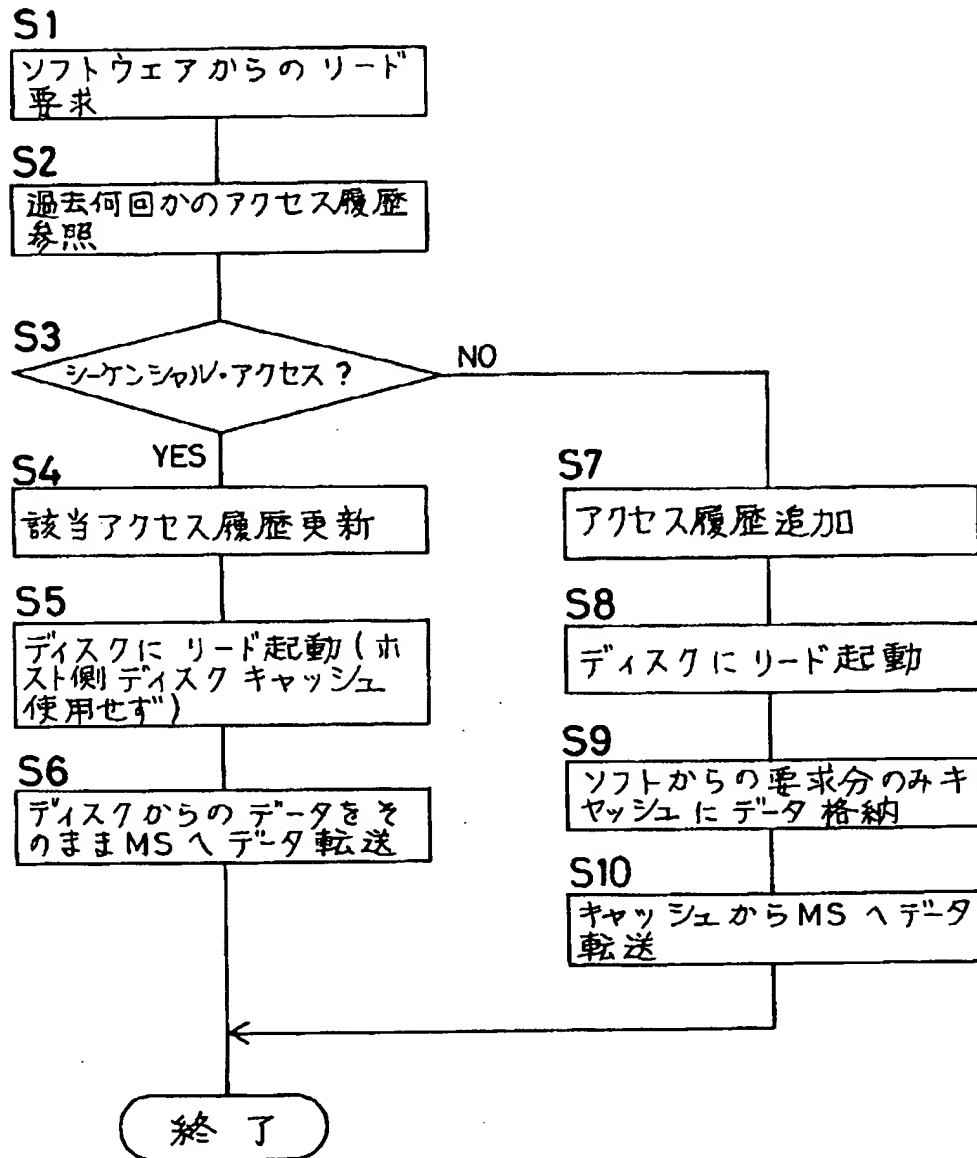 S1
ソフトウェアからの リード
要求
S2
過去何回かのアクセス履歴
参照
S3
シーケンシャル・アクセス?
NO
YES
S4
該当アクセス履歴更新
S5
ディスクに リード起動(ホ
スト側 ディスク キャッシュ
使用せず)
S6
ディスクからの データをそ
のままMS へ データ転送
S7
アクセス履歴追加
S8
ディスクに リード起動
S9
ソフトからの要求分のみキ
ャッシュに データ 格納
S10
キャッシュからMS へ データ
転送
終了